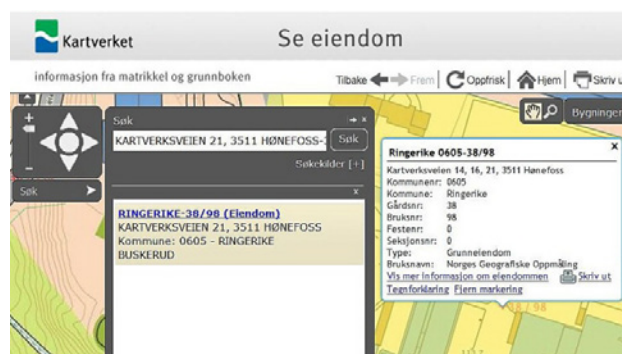 Kartverket
Se eiendom
informasjon fra matrikkel og grunnboken
Tilbake Frem Oppfrisk Hjem Skriv u
Søk
KARTVERKSVEIEN 21, 3511 HØNEFOSS- Søk
Søkekilder [+]
Bygninger
Søk
x
RINGERIKE-38/98 (Eiendom)
KARTVERKSVEIEN 21, 3511 HØNEFOSS
Kommune: 0605 - RINGERIKE
BUSKERUD
Ringerike 0605-38/98 x
Kartverksveien 14, 16, 21, 3511 Hønefoss
Kommunenr: 0605
Kommune: Ringerike
Gårdsnr: 38
Bruksnr: 98
Festenr: 0
Seksjonsnr: 0
Type: Grunneiendom
Bruksnavn: Norges Geografiske Oppmåling
Vis mer informasjon om eiendommen Skriv ut
Tegnforklaring Fjern markering
38 / 98